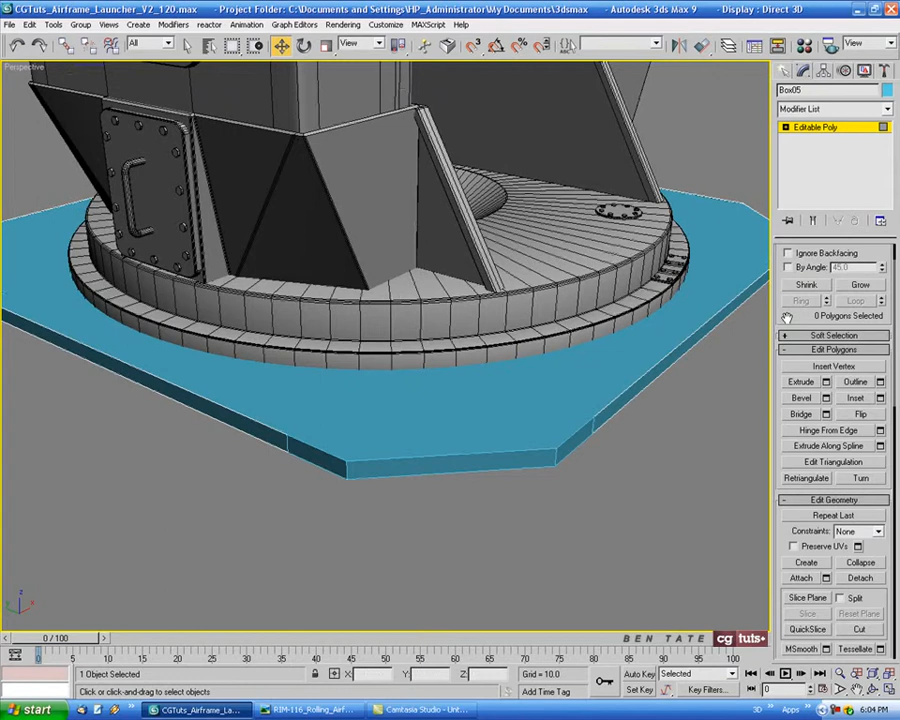 CGTuts_Airframe_Launcher_V2_120.max - Project Folder: C:\Documents and Settings\HP_Administrator\My Documents\3dsmax - Autodesk 3ds Max 9 - Display : Direct 3D
File Edit Tools Group Views Create Modifiers reactor Animation Graph Editors Rendering Customize MAXScript Help
All View View
Perspective
Box05
Modifier List
Editable Poly
Ignore Backfacing
By Angle: 45.0
Shrink Grow
Ring Loop
0 Polygons Selected
+ Soft Selection
- Edit Polygons
Insert Vertex
Extrude Outline
Bevel Inset
Bridge Flip
Hinge From Edge
Extrude Along Spline
Edit Triangulation
Retriangulate Turn
- Edit Geometry
Repeat Last
Constraints: None
Preserve UVs
Create Collapse
Attach Detach
Slice Plane Split
Slice Reset Plane
QuickSlice Cut
MSmooth Tessellate
z
x
BEN TATE cg tuts+
< 0 / 100 >
0 5 10 15 20 25 30 35 40 45 50 55 60 65 70 75 80 85 90 95 100
1 Object Selected X: Y: Z: Grid = 10.0 Auto Key Selected
Click or click-and-drag to select objects Add Time Tag Set Key Key Filters... 0
start CGTuts_Airframe_La... RIM-116_Rolling_Airf... Camtasia Studio - Unt... 3D Apps 6:04 PM